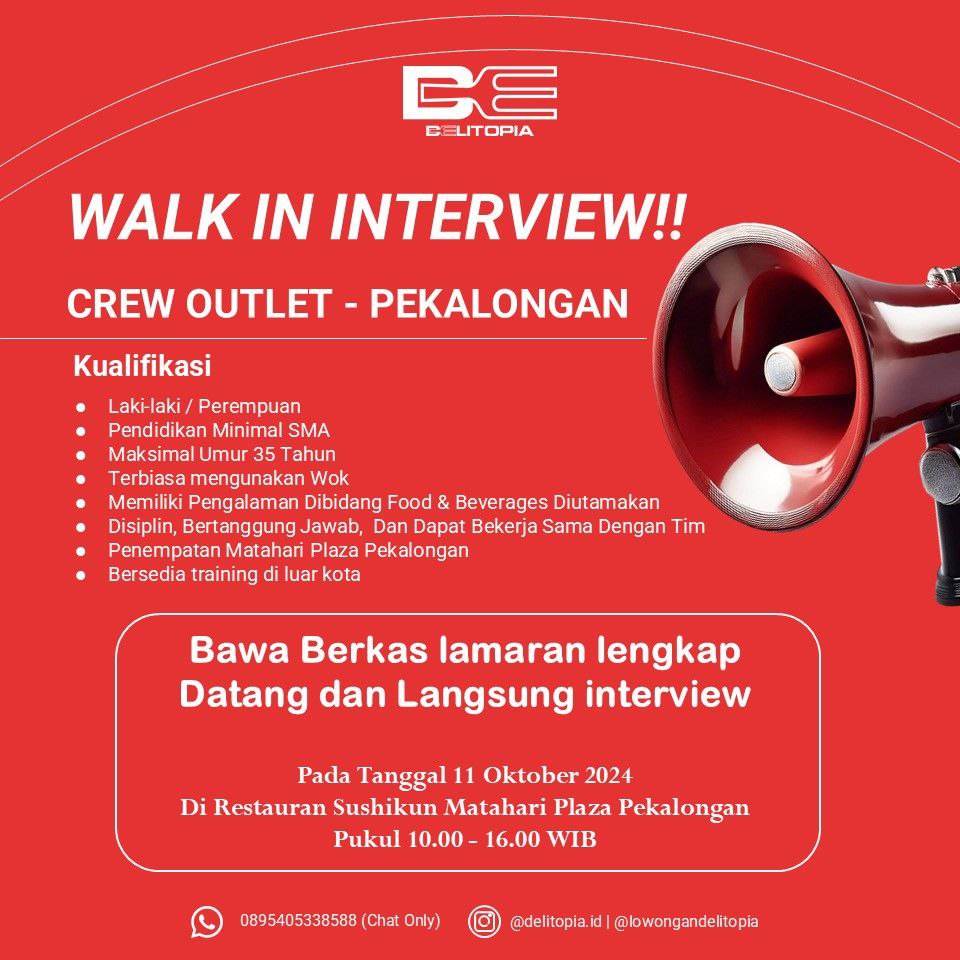 BE
DELITOPIA
WALK IN INTERVIEW!!
CREW OUTLET - PEKALONGAN
Kualifikasi
● Laki-laki / Perempuan
● Pendidikan Minimal SMA
● Maksimal Umur 35 Tahun
● Terbiasa mengunakan Wok
● Memiliki Pengalaman Dibidang Food & Beverages Diutamakan
● Disiplin, Bertanggung Jawab, Dan Dapat Bekerja Sama Dengan Tim
● Penempatan Matahari Plaza Pekalongan
● Bersedia training di luar kota
Bawa Berkas lamaran lengkap
Datang dan Langsung interview
Pada Tanggal 11 Oktober 2024
Di Restauran Sushikun Matahari Plaza Pekalongan
Pukul 10.00 - 16.00 WIB
0895405338588 (Chat Only) @delitopia.id | @lowongandelitopia